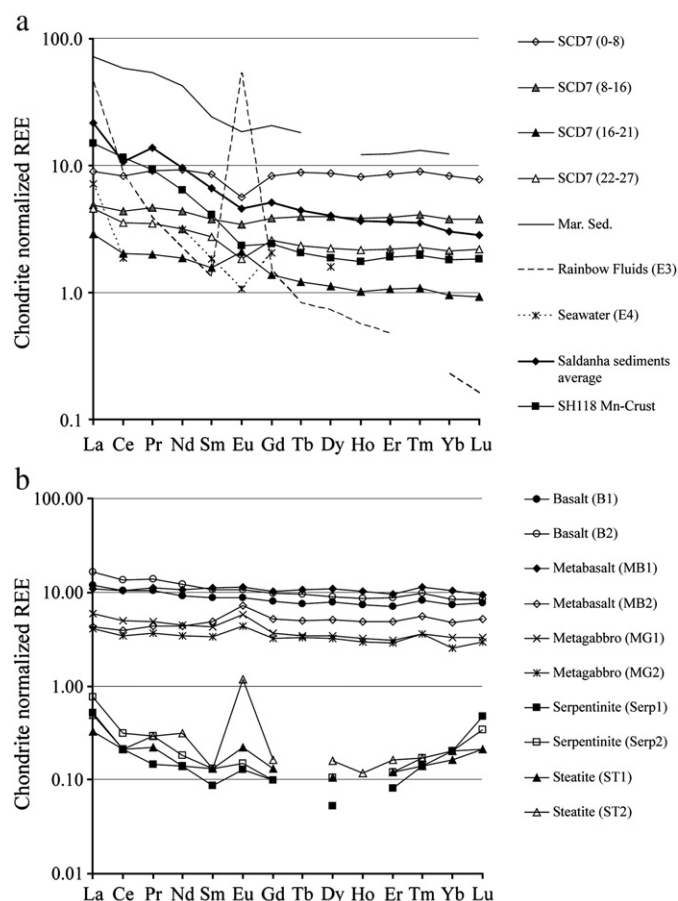 a
100.0
10.0
1.0
0.1
Chondrite normalized REE
La Ce Pr Nd Sm Eu Gd Tb Dy Ho Er Tm Yb Lu
SCD7 (0-8)
SCD7 (8-16)
SCD7 (16-21)
SCD7 (22-27)
Mar. Sed.
Rainbow Fluids (E3)
Seawater (E4)
Saldanha sediments
average
SH118 Mn-Crust
b
100.00
10.00
1.00
0.10
0.01
Chondrite normalized REE
La Ce Pr Nd Sm Eu Gd Tb Dy Ho Er Tm Yb Lu
Basalt (B1)
Basalt (B2)
Metabasalt (MB1)
Metabasalt (MB2)
Metagabbro (MG1)
Metagabbro (MG2)
Serpentinite (Serp1)
Serpentinite (Serp2)
Steatite (ST1)
Steatite (ST2)